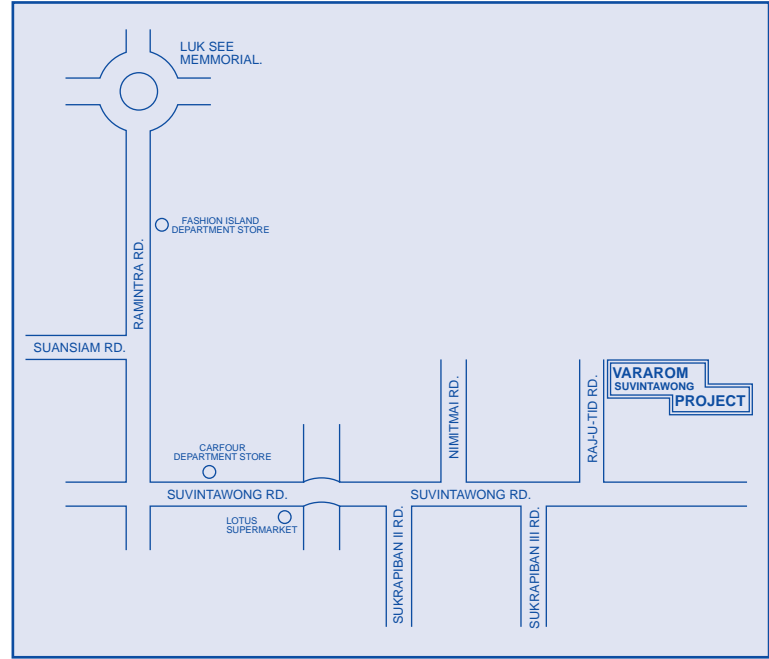 LUK SEE
MEMMORIAL.
FASHION ISLAND
DEPARTMENT STORE
RAMINTRA RD.
SUANSIAM RD.
VARAROM
SUVINTAWONG
PROJECT
NIMITMAI RD.
RAJ-U-TID RD.
CARFOUR
DEPARTMENT STORE
SUVINTAWONG RD.
SUVINTAWONG RD.
LOTUS
SUPERMARKET
SUKRAPIBAN II RD.
SUKRAPIBAN III RD.